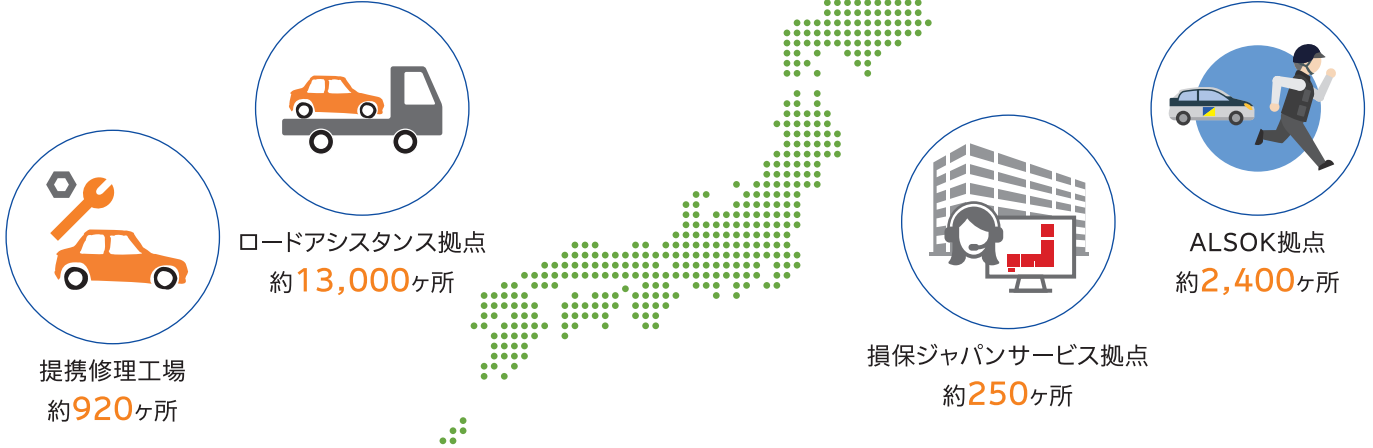 提携修理工場
約920ヶ所
ロードアシスタンス拠点
約13,000ヶ所
損保ジャパンサービス拠点
約250ヶ所
ALSOK拠点
約2,400ヶ所